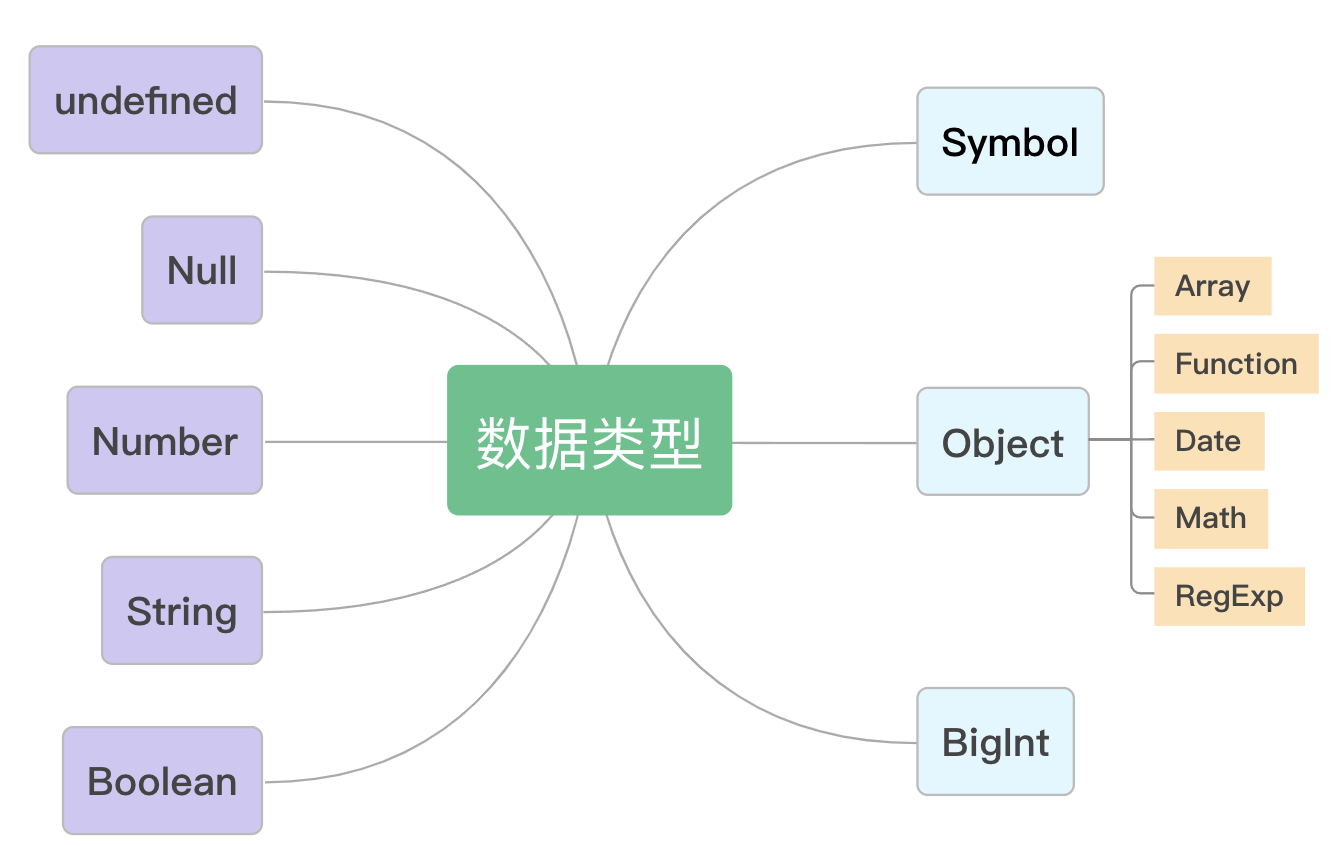 undefined
Null
Number
String
Boolean
数据类型
Symbol
Object
Array
Function
Date
Math
RegExp
BigInt